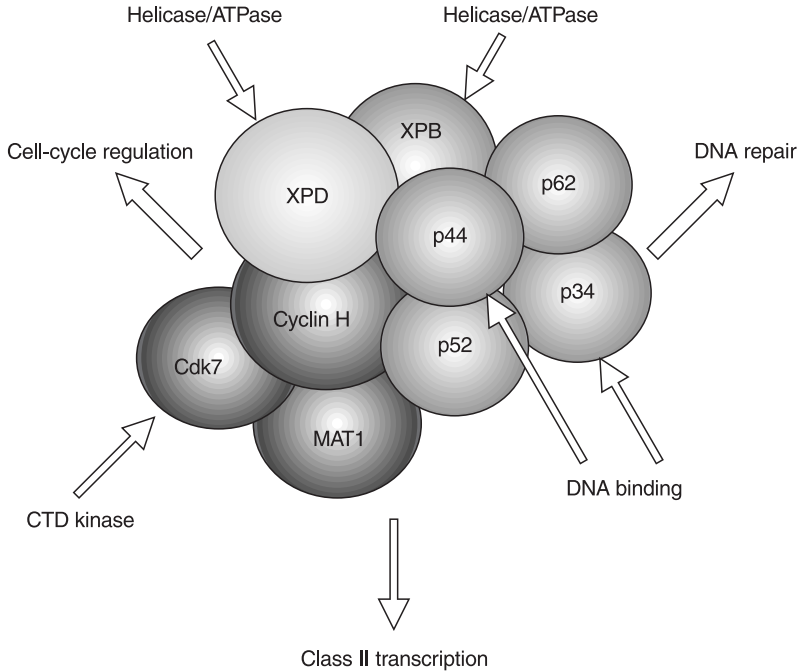 Helicase/ATPase
Helicase/ATPase
XPB
Cell-cycle regulation
DNA repair
p62
XPD
p44
p34
Cyclin H
p52
Cdk7
MAT1
DNA binding
CTD kinase
Class II transcription